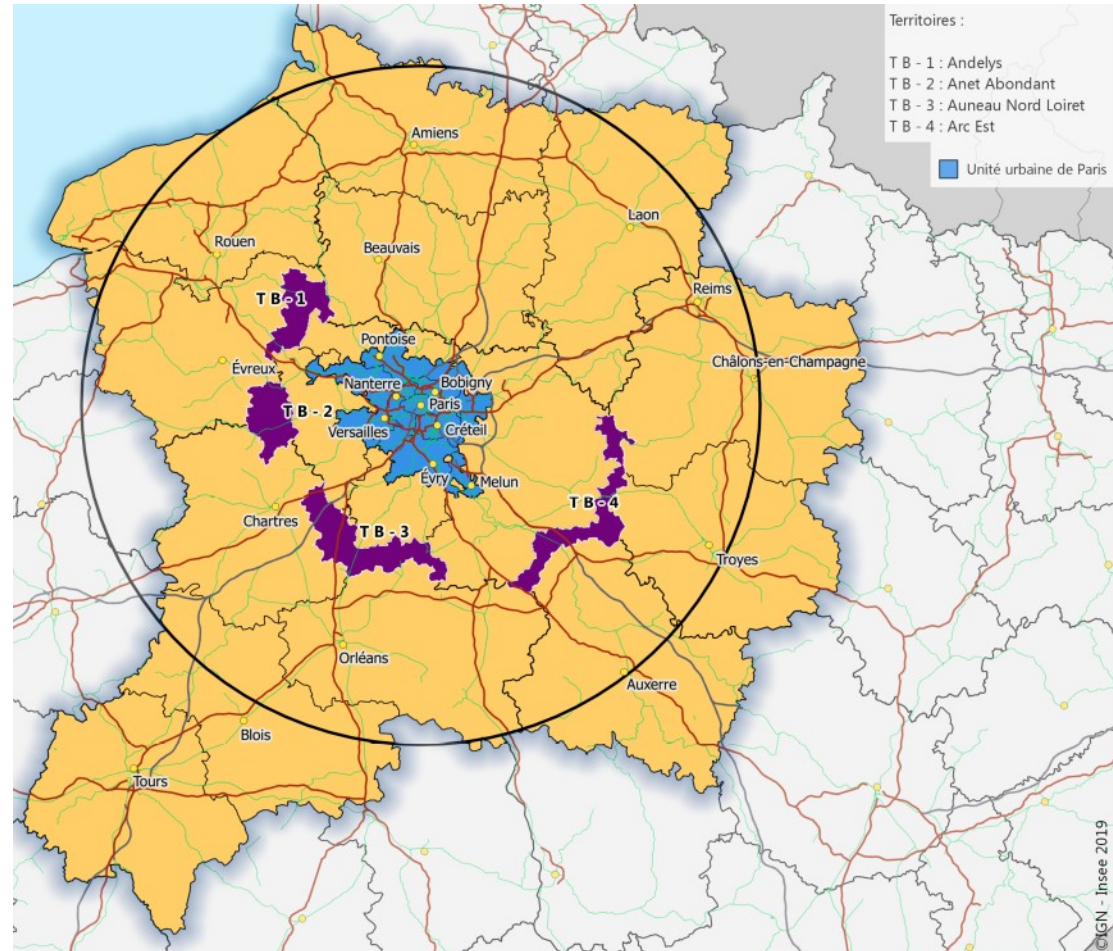 Territoires :
T B - 1 : Andelys
T B - 2 : Anet Abondant
T B - 3 : Auneau Nord Loiret
T B - 4 : Arc Est
Unité urbaine de Paris
Amiens
Laon
Rouen
Beauvais
Reims
T B - 1
Pontoise
Châlons-en-Champagne
Évreux
Nanterre
Bobigny
Paris
T B - 2
Versailles
Créteil
Évry
Melun
T B - 4
Chartres
T B - 3
Troyes
Orléans
Auxerre
Blois
Tours
©IGN - Insee 2019